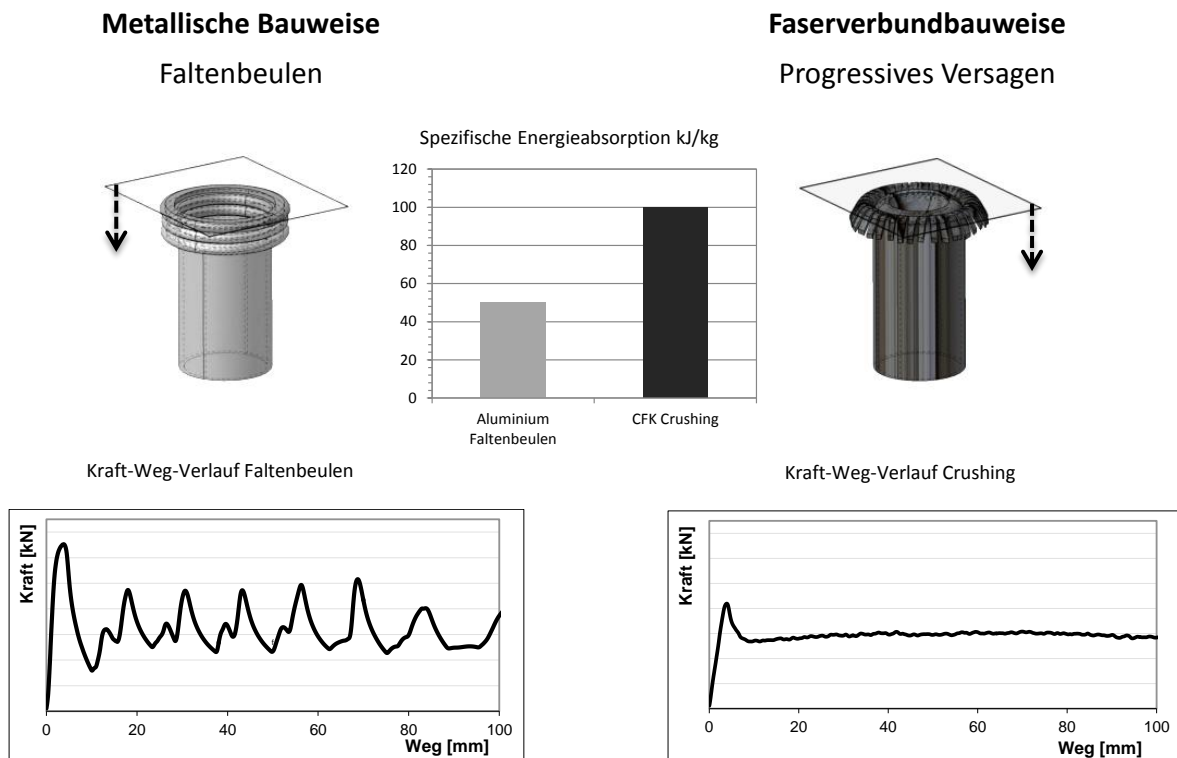 Metallische Bauweise
Faltenbeulen
Faserverbundbauweise
Progressives Versagen
Spezifische Energieabsorption kJ/kg
120
100
80
60
40
20
0
Aluminium
Faltenbeulen
CFK Crushing
Kraft-Weg-Verlauf Faltenbeulen
Kraft [kN]
0 20 40 60 80 100
Weg [mm]
Kraft-Weg-Verlauf Crushing
Kraft [kN]
0 20 40 60 80 100
Weg [mm]